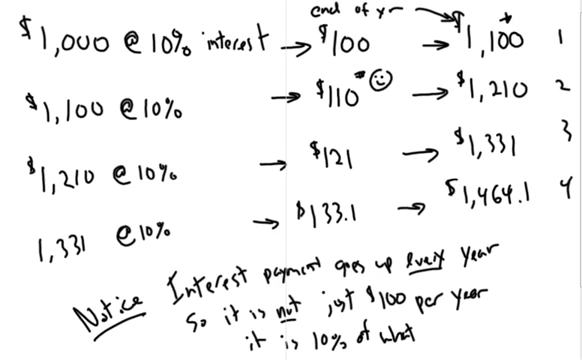 end of yr → $
$1,000 @ 10% interest → $100 → $1,100 1
$1,100 @ 10% → $110 → $1,210 2
$1,210 @ 10% → $121 → $1,331 3
1,331 @ 10% → $133.1 → $1,464.1 4
Notice Interest payment goes up every year
so it is not just $100 per year
it is 10% of what